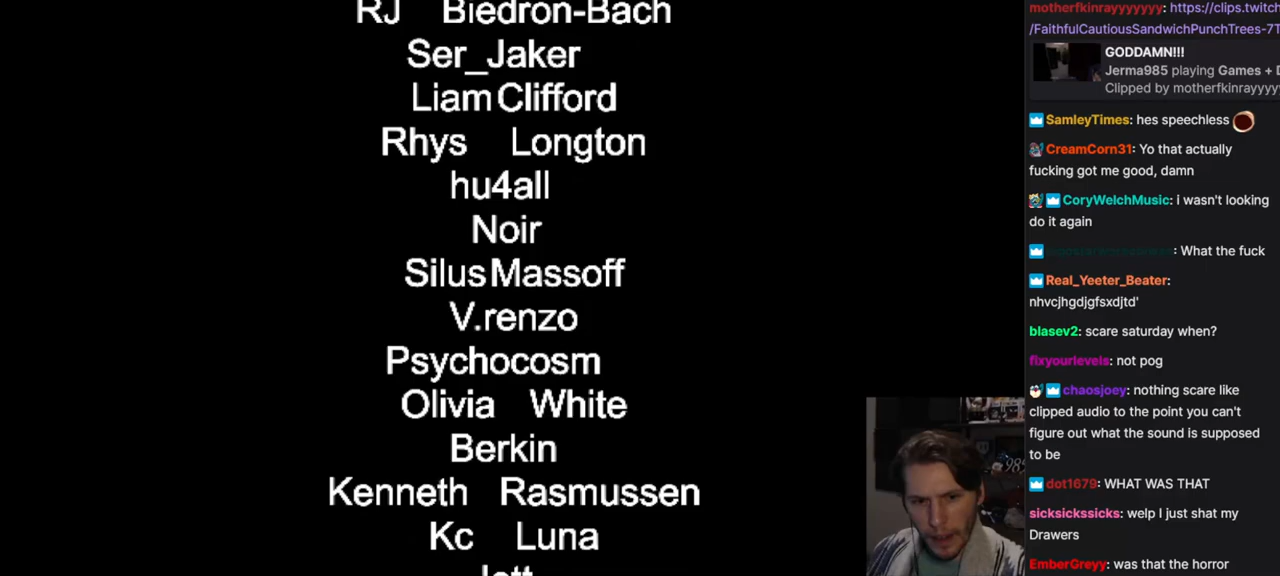 RJ Biedron-Bach
Ser_Jaker
Liam Clifford
Rhys Longton
hu4all
Noir
Silus Massoff
V.renzo
Psychocosm
Olivia White
Berkin
Kenneth Rasmussen
Kc Luna
motherfkinrayyyyyyy: https://clips.twitch
/FaithfulCautiousSandwichPunchTrees-7T
GODDAMN!!!
Jerma985 playing Games + D
Clipped by motherfkinrayyyy
SamleyTimes: hes speechless
CreamCorn31: Yo that actually
fucking got me good, damn
CoryWelchMusic: i wasn't looking
do it again
: What the fuck
Real_Yeeter_Beater:
nhvcjhgdjgfsxdjtd'
blasev2: scare saturday when?
fixyourlevels: not pog
chaosjoey: nothing scare like
clipped audio to the point you can't
figure out what the sound is supposed
to be
dot1679: WHAT WAS THAT
sicksickssicks: welp I just shat my
Drawers
EmberGreyy: was that the horror